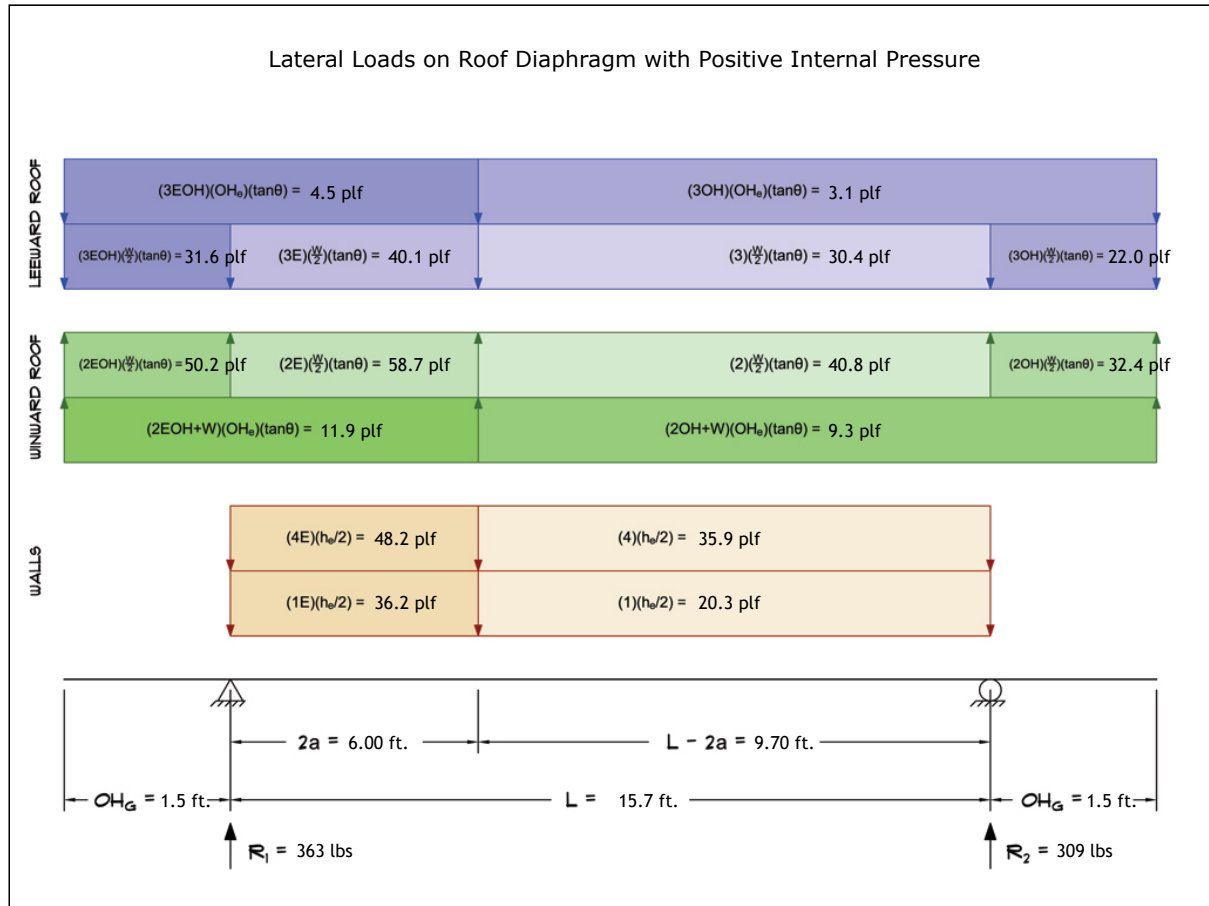 Lateral Loads on Roof Diaphragm with Positive Internal Pressure
LEEWARD ROOF
(3EOH)(OHₑ)(tanθ) = 4.5 plf
(3OH)(OHₑ)(tanθ) = 3.1 plf
(3EOH)(W/2)(tanθ) = 31.6 plf
(3E)(W/2)(tanθ) = 40.1 plf
(3)(W/2)(tanθ) = 30.4 plf
(3OH)(W/2)(tanθ) = 22.0 plf
WINWARD ROOF
(2EOH)(W/2)(tanθ) = 50.2 plf
(2E)(W/2)(tanθ) = 58.7 plf
(2)(W/2)(tanθ) = 40.8 plf
(2OH)(W/2)(tanθ) = 32.4 plf
(2EOH+W)(OHₑ)(tanθ) = 11.9 plf
(2OH+W)(OHₑ)(tanθ) = 9.3 plf
WALLS
(4E)(hₑ/2) = 48.2 plf
(4)(hₑ/2) = 35.9 plf
(1E)(hₑ/2) = 36.2 plf
(1)(hₑ/2) = 20.3 plf
2a = 6.00 ft.
L - 2a = 9.70 ft.
OH_G = 1.5 ft.
L = 15.7 ft.
OH_G = 1.5 ft.
R₁ = 363 lbs
R₂ = 309 lbs